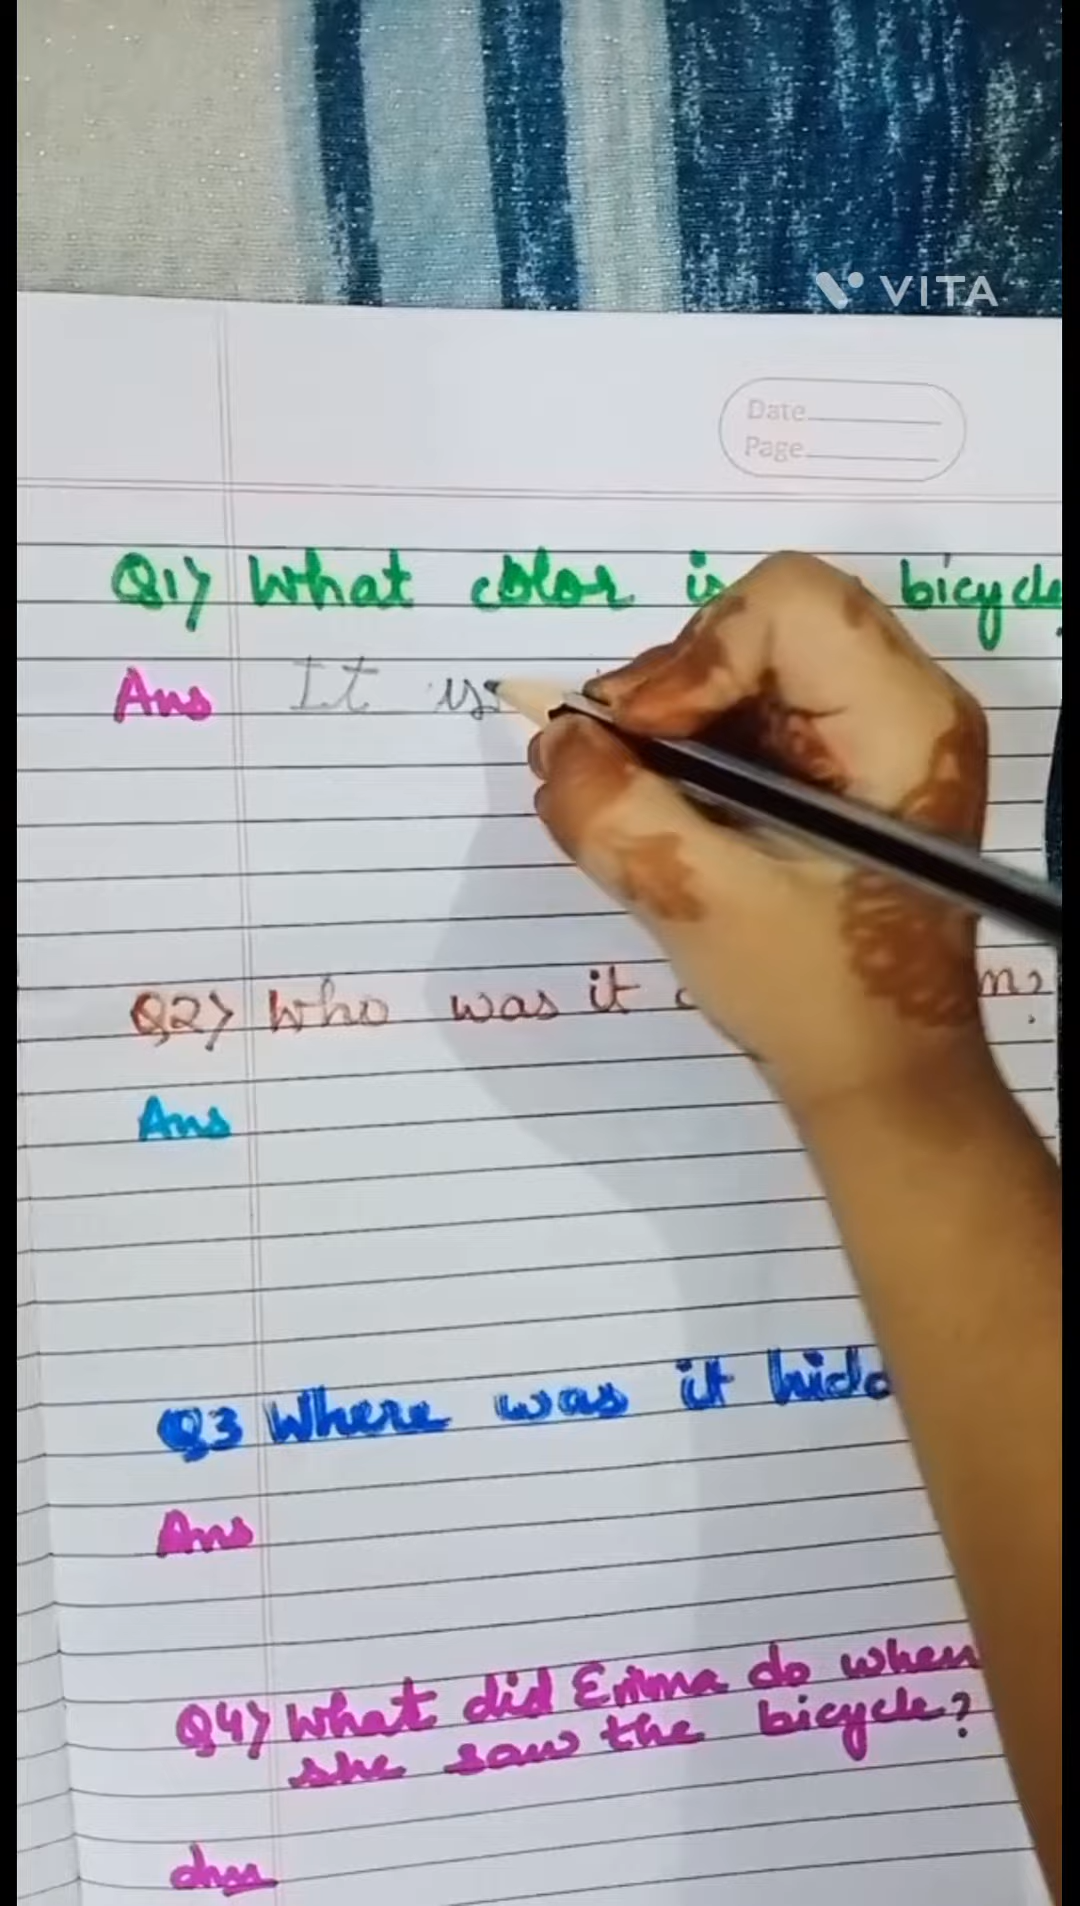 VITA
Date
Page
Q1) What color is bicycle
Ans It is
Q2) Who was it
Ans
Q3 Where was it
Ans
Q4) What did Emma do when
she saw the bicycle?
Ans